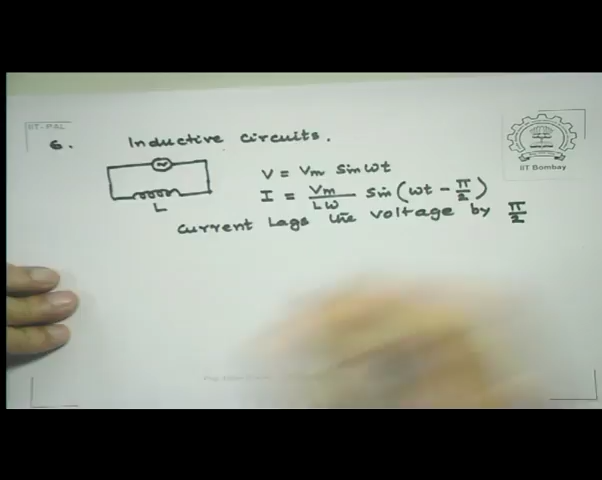 IIT-PAL
6. Inductive circuits.
V = Vm sin ωt
I = Vm/Lω sin (ωt - π/2)
L
current lags the voltage by π/2
IIT Bombay